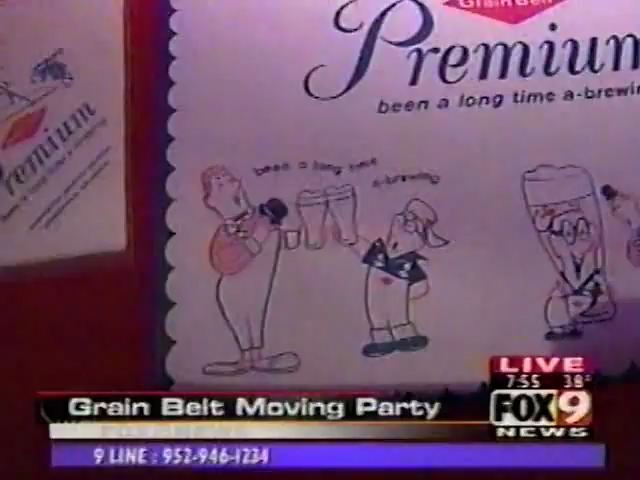 Grain Belt
Premium
been a long time a-brewin
Premium
been a long time
a-brewing
LIVE
7:55 38°
FOX 9
NEWS
Grain Belt Moving Party
9 LINE : 952-946-1234